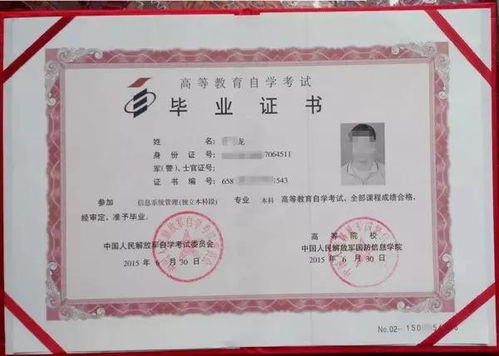 高等教育自学考试
毕业证书
姓名: 龙
身份证号: 7064511
军(警)、士官证号:
证书编号: 658 1543
参加 信息系统管理(独立本科段) 专业 本科 高等教育自学考试，全部课程成绩合格，
经审定，准予毕业。
高等院校
中国人民解放军自学考试委员会 中国人民解放军国防信息学院
2015 年 6 月 30 日 2015 年 6 月 30 日
No.02-150